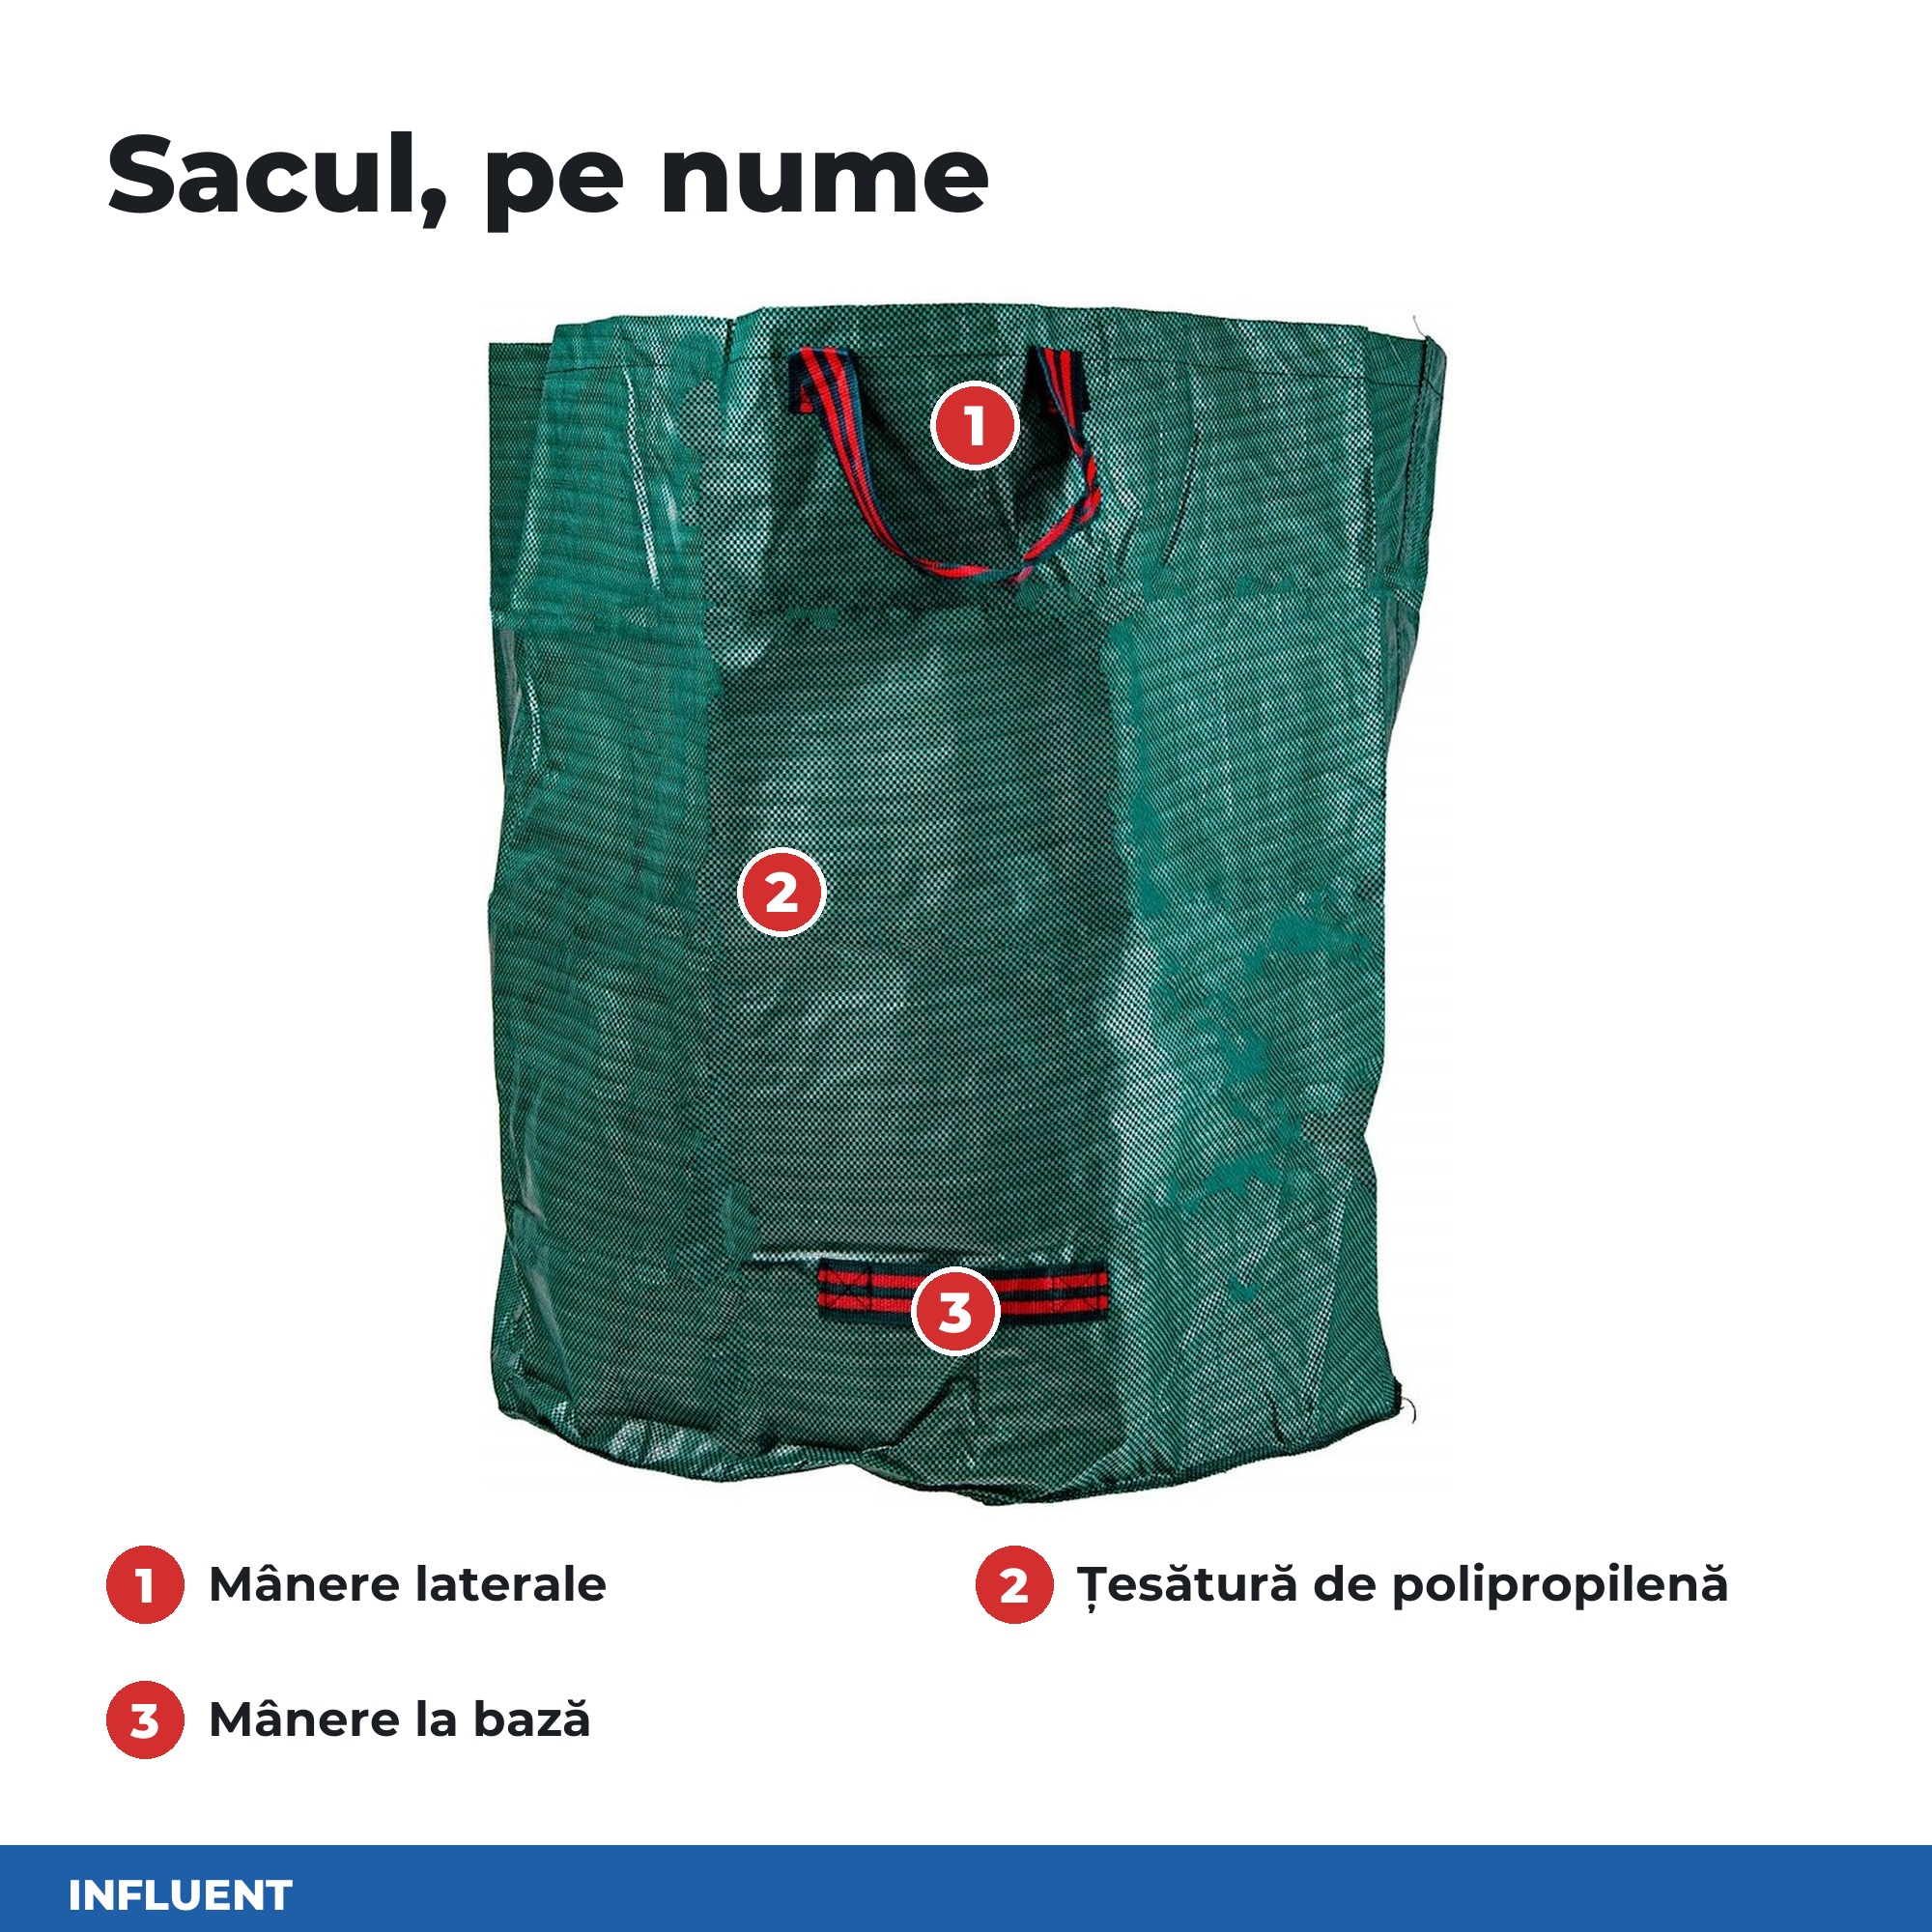 Sacul, pe nume
1
2
3
1 Mânere laterale
2 Țesătură de polipropilenă
3 Mânere la bază
INFLUENT